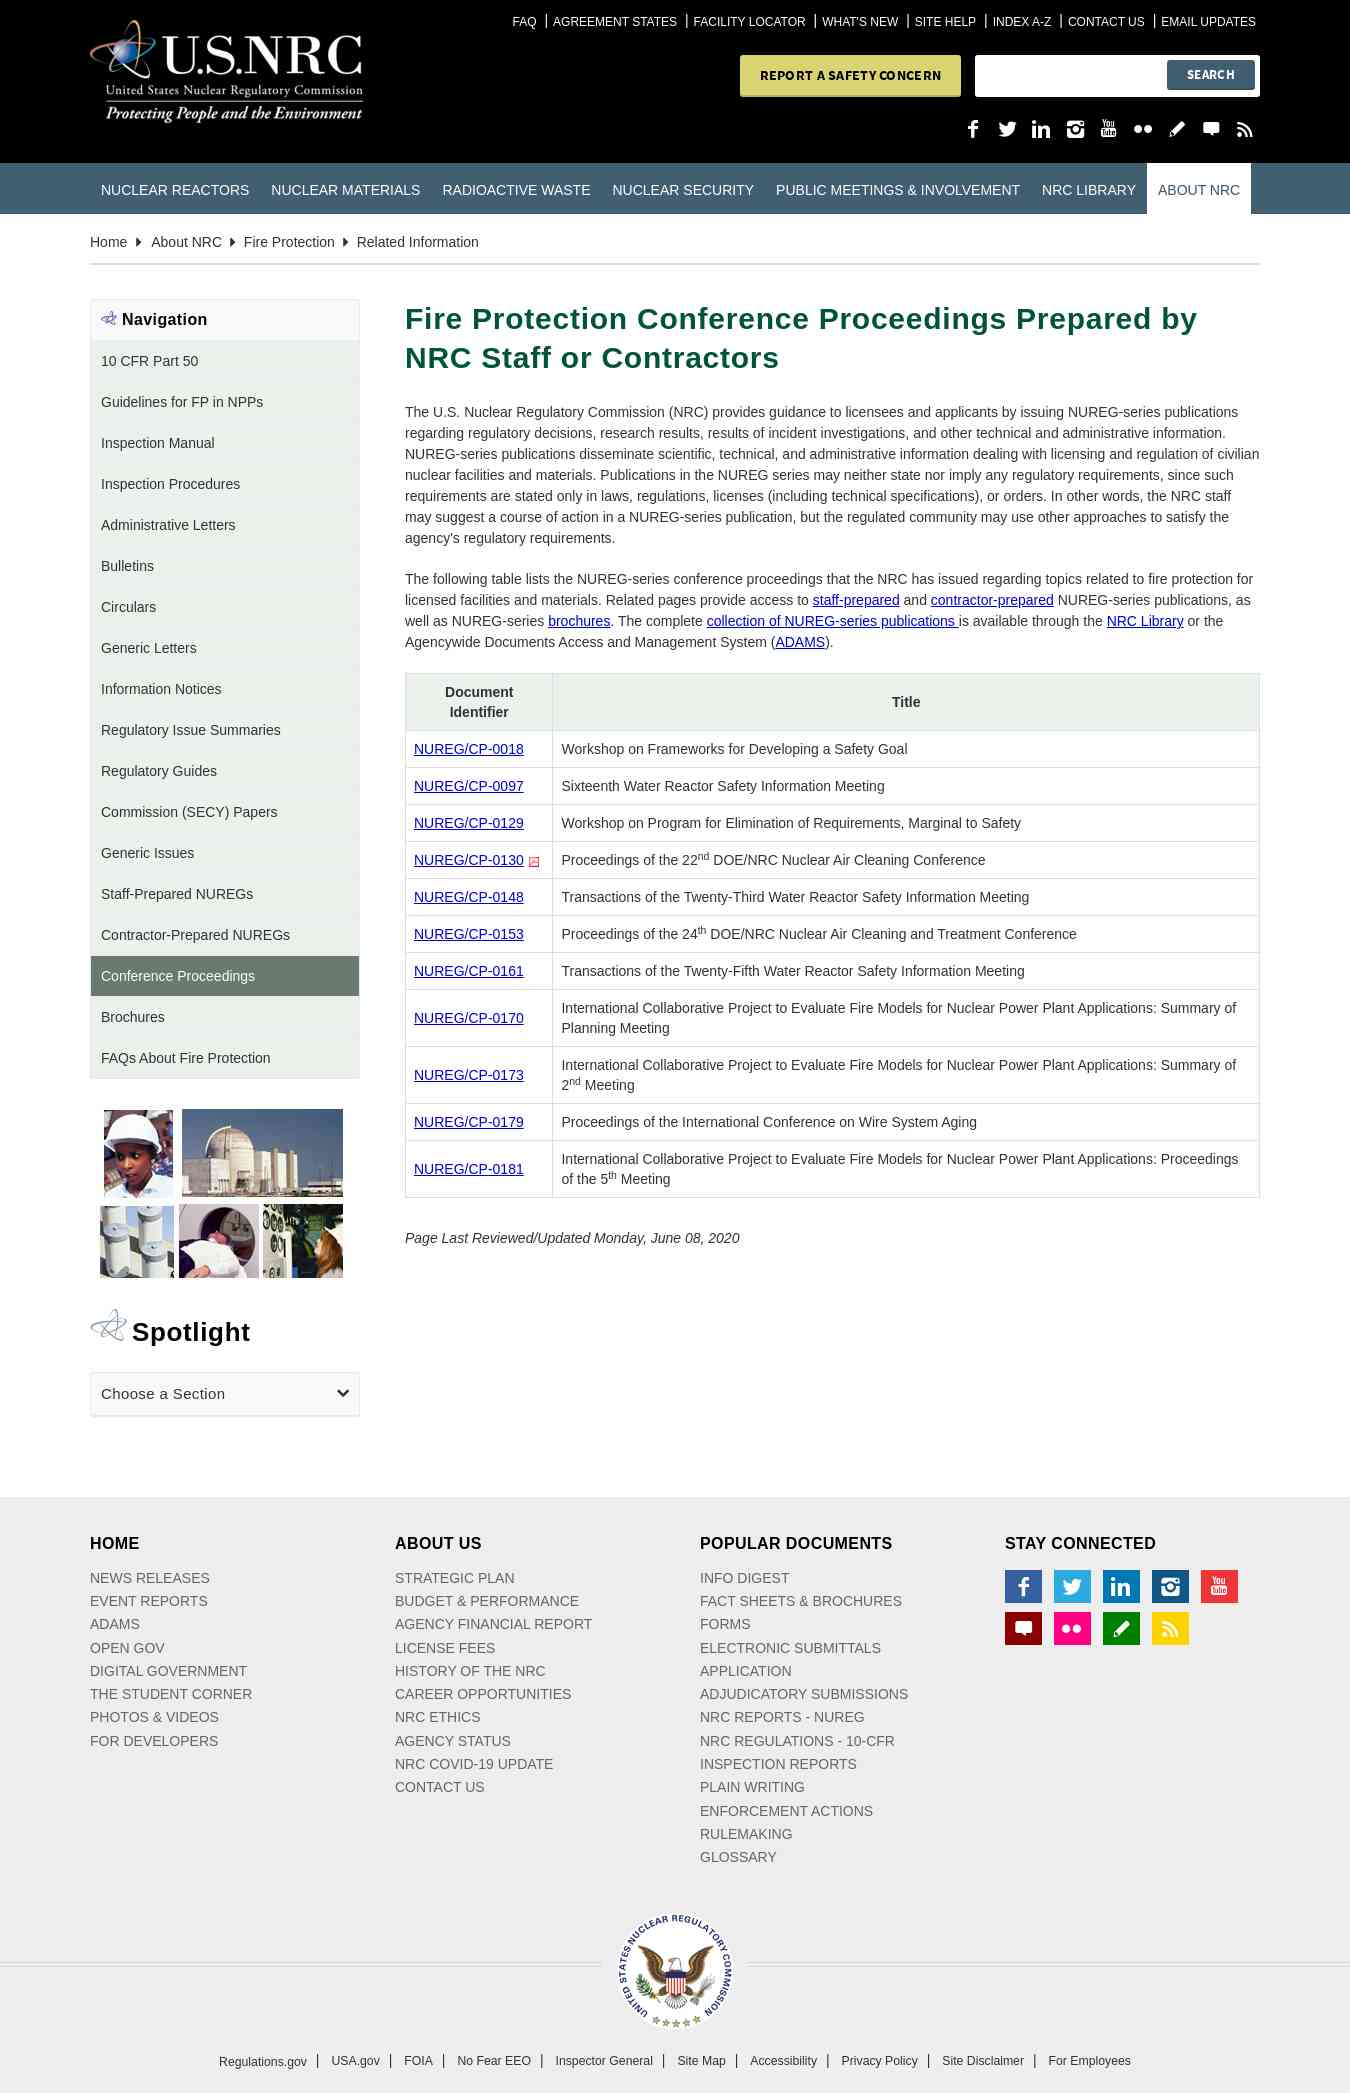 FAQ | AGREEMENT STATES | FACILITY LOCATOR | WHAT'S NEW | SITE HELP | INDEX A-Z | CONTACT US | EMAIL UPDATES
U.S.NRC
United States Nuclear Regulatory Commission
Protecting People and the Environment
REPORT A SAFETY CONCERN
SEARCH
NUCLEAR REACTORS NUCLEAR MATERIALS RADIOACTIVE WASTE NUCLEAR SECURITY PUBLIC MEETINGS & INVOLVEMENT NRC LIBRARY ABOUT NRC
Home About NRC Fire Protection Related Information
Navigation
10 CFR Part 50
Guidelines for FP in NPPs
Inspection Manual
Inspection Procedures
Administrative Letters
Bulletins
Circulars
Generic Letters
Information Notices
Regulatory Issue Summaries
Regulatory Guides
Commission (SECY) Papers
Generic Issues
Staff-Prepared NUREGs
Contractor-Prepared NUREGs
Conference Proceedings
Brochures
FAQs About Fire Protection
Spotlight
Choose a Section
Fire Protection Conference Proceedings Prepared by
NRC Staff or Contractors
The U.S. Nuclear Regulatory Commission (NRC) provides guidance to licensees and applicants by issuing NUREG-series publications
regarding regulatory decisions, research results, results of incident investigations, and other technical and administrative information.
NUREG-series publications disseminate scientific, technical, and administrative information dealing with licensing and regulation of civilian
nuclear facilities and materials. Publications in the NUREG series may neither state nor imply any regulatory requirements, since such
requirements are stated only in laws, regulations, licenses (including technical specifications), or orders. In other words, the NRC staff
may suggest a course of action in a NUREG-series publication, but the regulated community may use other approaches to satisfy the
agency's regulatory requirements.
The following table lists the NUREG-series conference proceedings that the NRC has issued regarding topics related to fire protection for
licensed facilities and materials. Related pages provide access to staff-prepared and contractor-prepared NUREG-series publications, as
well as NUREG-series brochures. The complete collection of NUREG-series publications is available through the NRC Library or the
Agencywide Documents Access and Management System (ADAMS).
Document
Identifier
Title
NUREG/CP-0018 Workshop on Frameworks for Developing a Safety Goal
NUREG/CP-0097 Sixteenth Water Reactor Safety Information Meeting
NUREG/CP-0129 Workshop on Program for Elimination of Requirements, Marginal to Safety
NUREG/CP-0130 Proceedings of the 22nd DOE/NRC Nuclear Air Cleaning Conference
NUREG/CP-0148 Transactions of the Twenty-Third Water Reactor Safety Information Meeting
NUREG/CP-0153 Proceedings of the 24th DOE/NRC Nuclear Air Cleaning and Treatment Conference
NUREG/CP-0161 Transactions of the Twenty-Fifth Water Reactor Safety Information Meeting
NUREG/CP-0170 International Collaborative Project to Evaluate Fire Models for Nuclear Power Plant Applications: Summary of
Planning Meeting
NUREG/CP-0173 International Collaborative Project to Evaluate Fire Models for Nuclear Power Plant Applications: Summary of
2nd Meeting
NUREG/CP-0179 Proceedings of the International Conference on Wire System Aging
NUREG/CP-0181 International Collaborative Project to Evaluate Fire Models for Nuclear Power Plant Applications: Proceedings
of the 5th Meeting
Page Last Reviewed/Updated Monday, June 08, 2020
HOME
NEWS RELEASES
EVENT REPORTS
ADAMS
OPEN GOV
DIGITAL GOVERNMENT
THE STUDENT CORNER
PHOTOS & VIDEOS
FOR DEVELOPERS
ABOUT US
STRATEGIC PLAN
BUDGET & PERFORMANCE
AGENCY FINANCIAL REPORT
LICENSE FEES
HISTORY OF THE NRC
CAREER OPPORTUNITIES
NRC ETHICS
AGENCY STATUS
NRC COVID-19 UPDATE
CONTACT US
POPULAR DOCUMENTS
INFO DIGEST
FACT SHEETS & BROCHURES
FORMS
ELECTRONIC SUBMITTALS
APPLICATION
ADJUDICATORY SUBMISSIONS
NRC REPORTS - NUREG
NRC REGULATIONS - 10-CFR
INSPECTION REPORTS
PLAIN WRITING
ENFORCEMENT ACTIONS
RULEMAKING
GLOSSARY
STAY CONNECTED
You Tube
UNITED STATES NUCLEAR REGULATORY COMMISSION
Regulations.gov | USA.gov | FOIA | No Fear EEO | Inspector General | Site Map | Accessibility | Privacy Policy | Site Disclaimer | For Employees